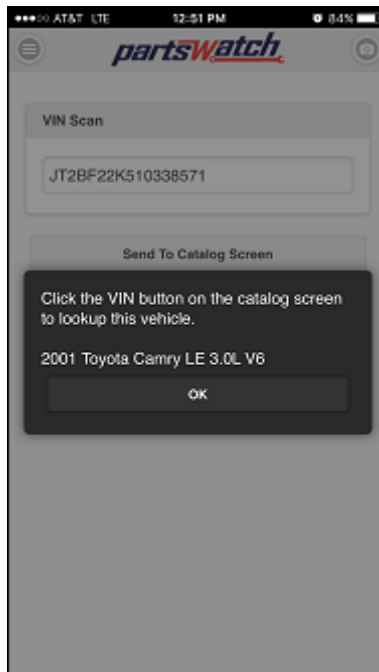 AT&T LTE 12:51 PM 84%
partswatch
VIN Scan
JT2BF22K510338571
Send To Catalog Screen
Click the VIN button on the catalog screen
to lookup this vehicle.
2001 Toyota Camry LE 3.0L V6
OK